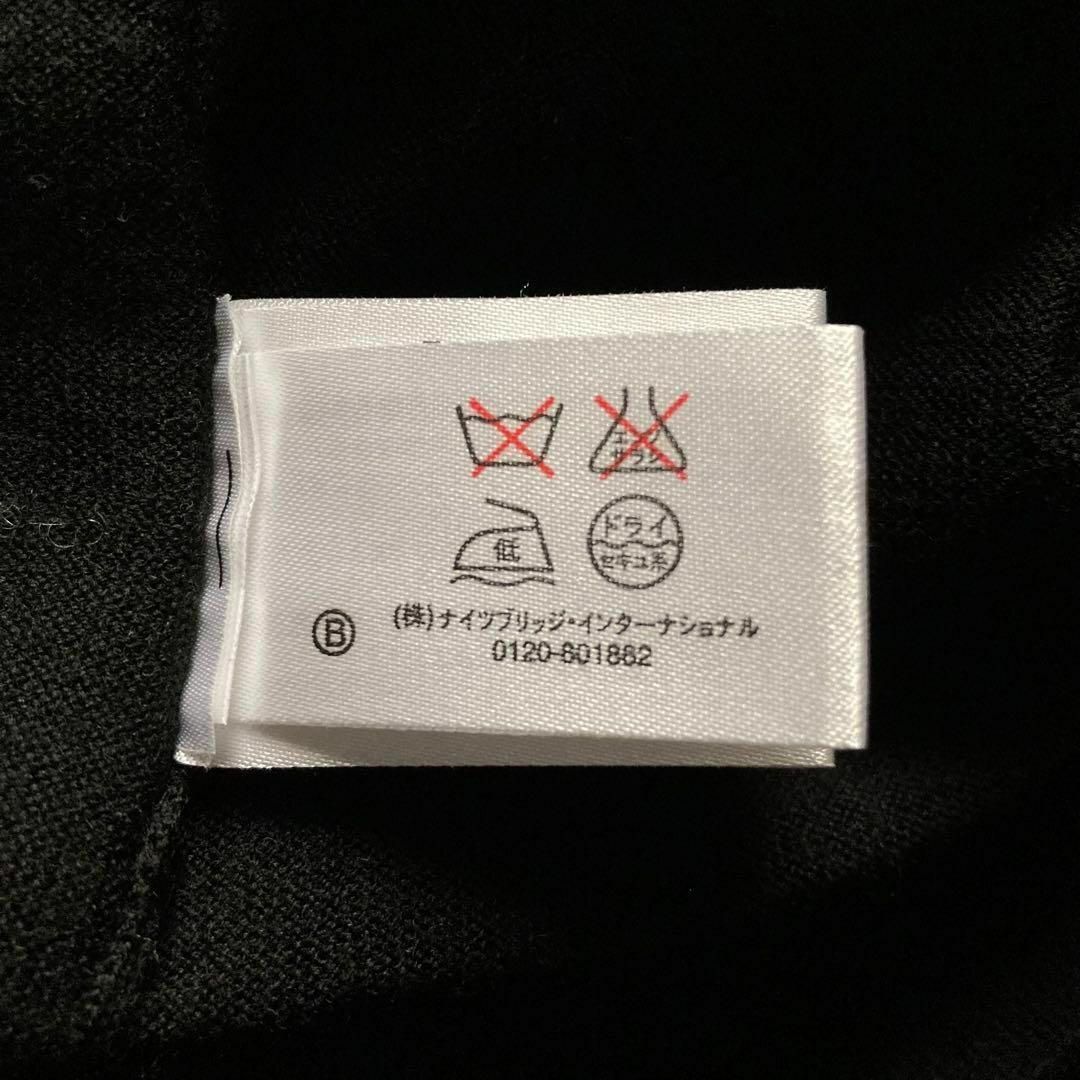 エンソサラシ
低
ドライ
セキユ系
Ⓑ
(株)ナイツブリッジ・インターナショナル
0120-601882